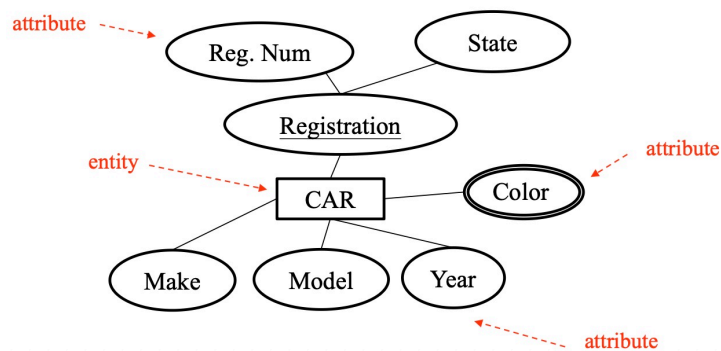 attribute
Reg. Num
State
Registration
entity
attribute
CAR
Color
Make
Model
Year
attribute